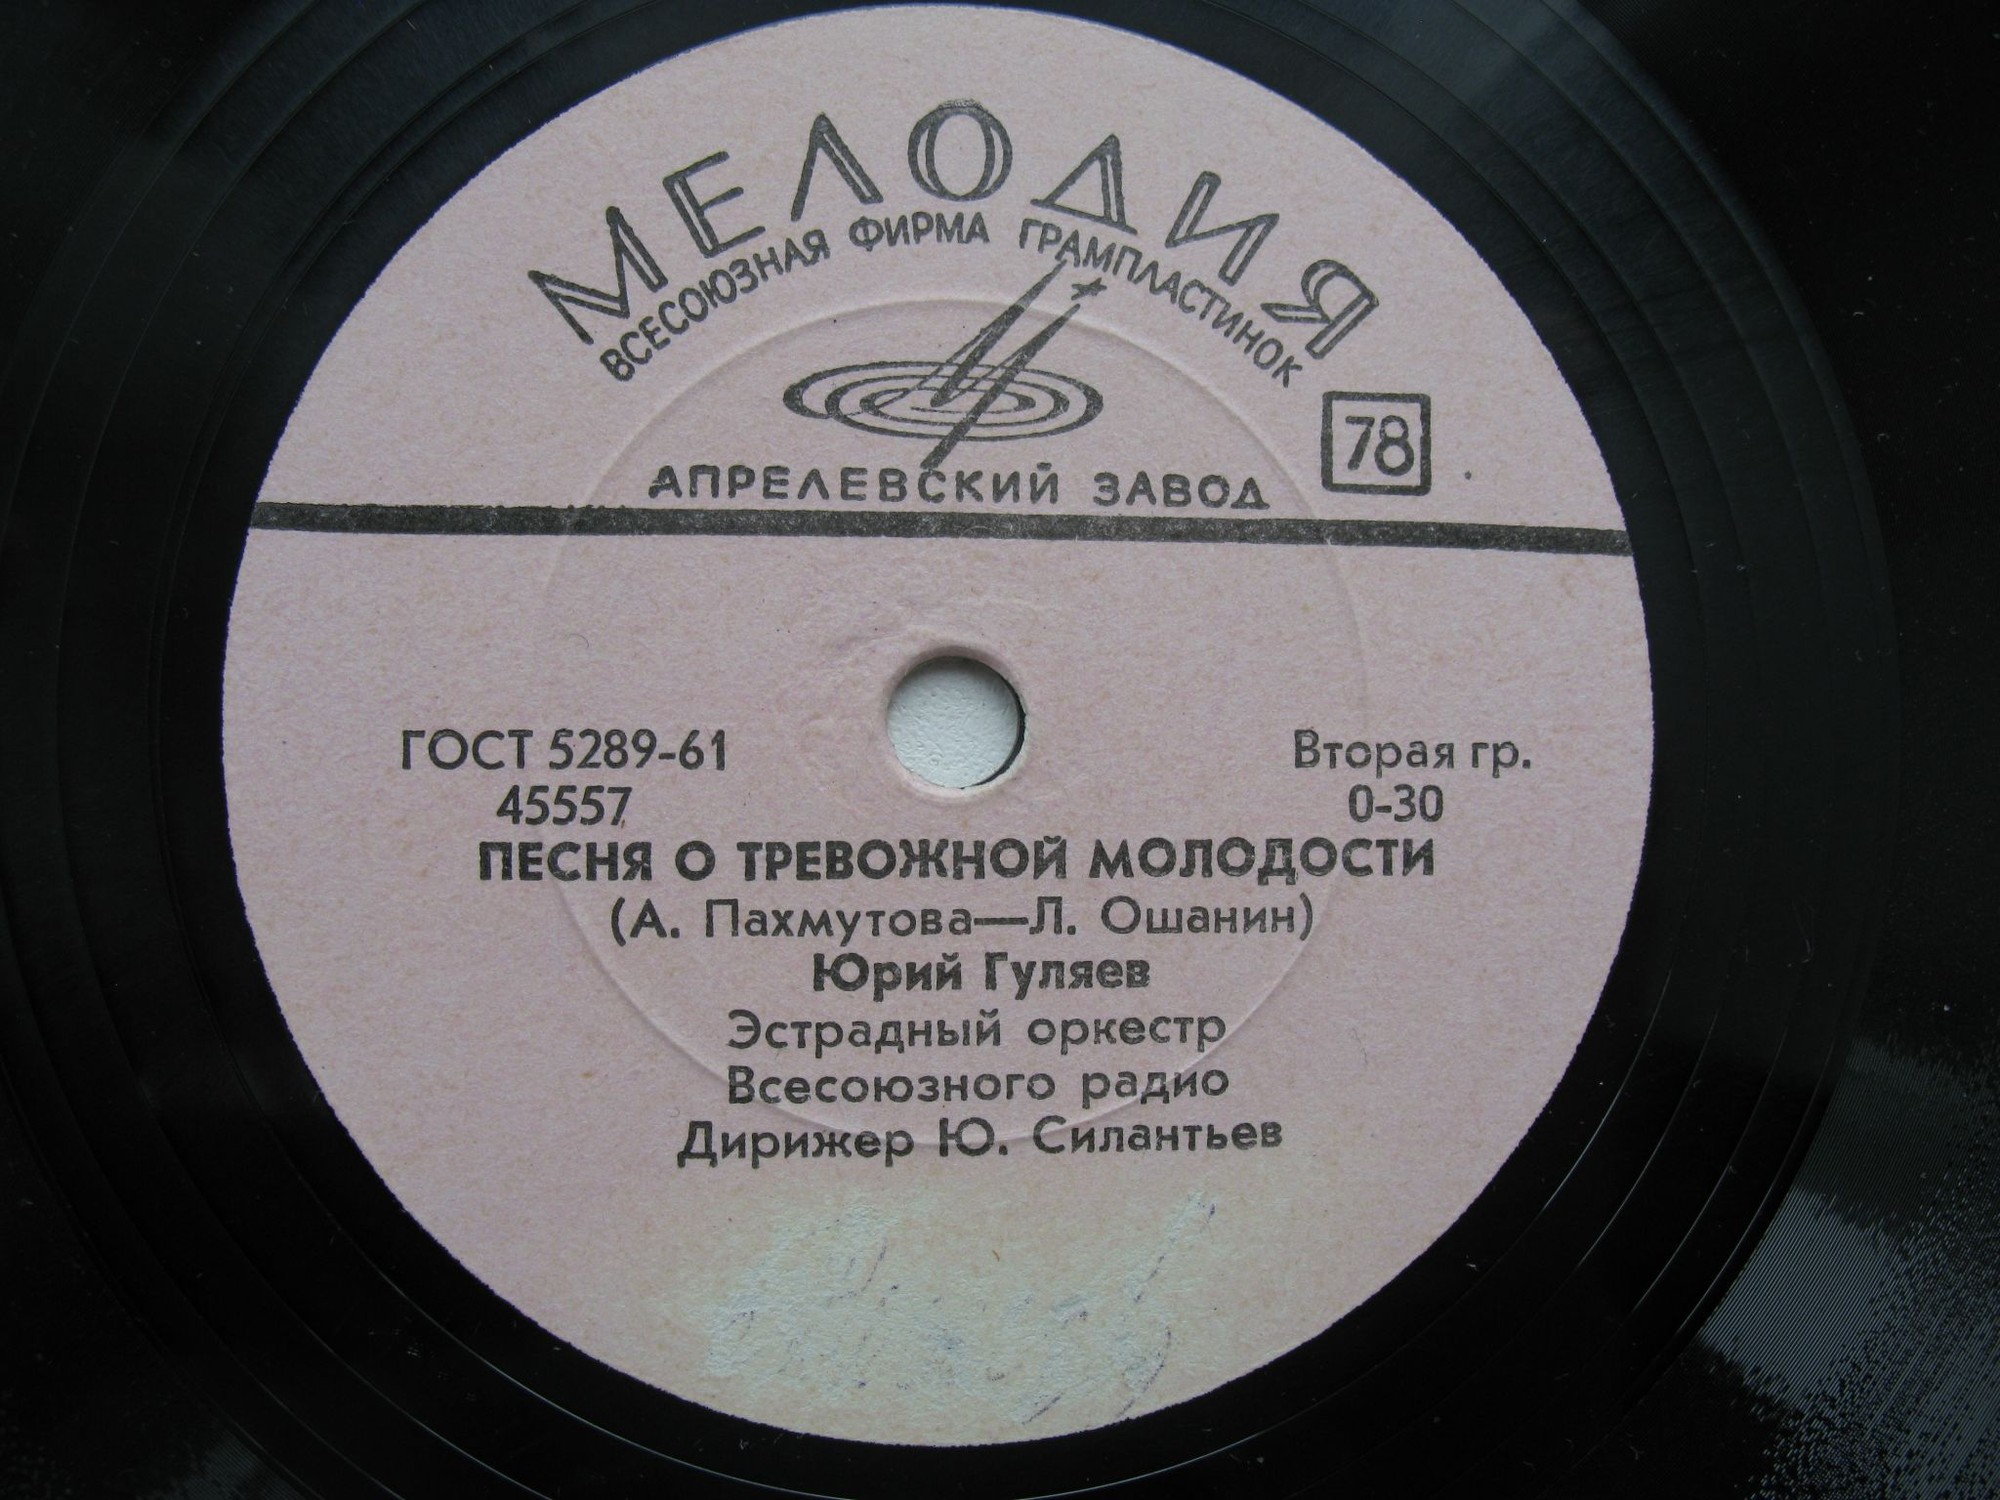 МЕЛОДИЯ
ВСЕСОЮЗНАЯ ФИРМА ГРАМПЛАСТИНОК
78
АПРЕЛЕВСКИЙ ЗАВОД
ГОСТ 5289-61 Вторая гр.
45557 0-30
ПЕСНЯ О ТРЕВОЖНОЙ МОЛОДОСТИ
(А. Пахмутова—Л. Ошанин)
Юрий Гуляев
Эстрадный оркестр
Всесоюзного радио
Дирижер Ю. Силантьев